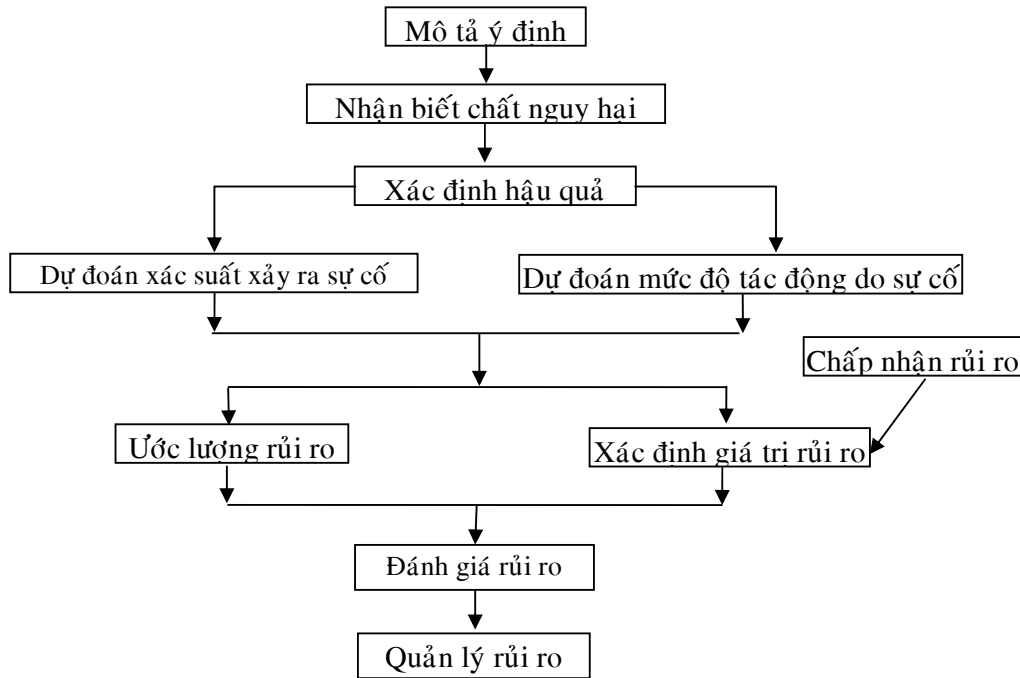 Mô tả ý định
Nhận biết chất nguy hại
Xác định hậu quả
Dự đoán xác suất xảy ra sự cố
Dự đoán mức độ tác động do sự cố
Chấp nhận rủi ro
Ước lượng rủi ro
Xác định giá trị rủi ro
Đánh giá rủi ro
Quản lý rủi ro